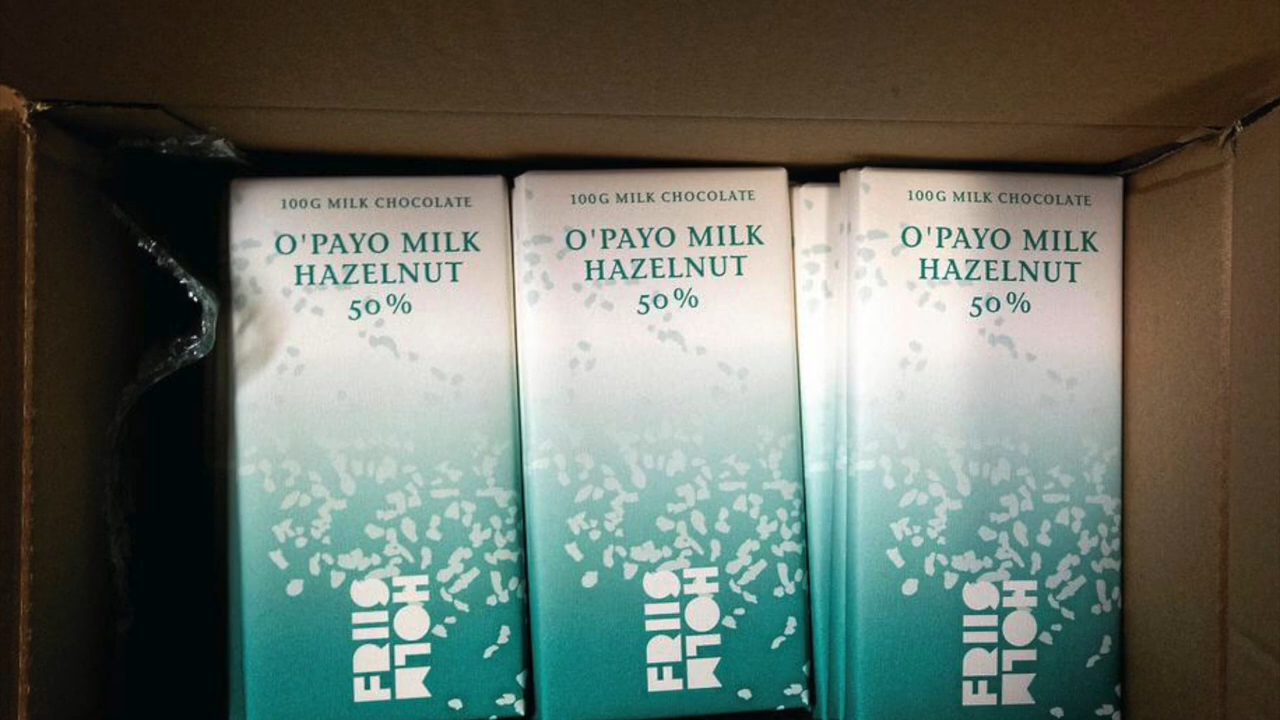 100G MILK CHOCOLATE
O'PAYO MILK
HAZELNUT
50%
FRIIS
HOLM
100G MILK CHOCOLATE
O'PAYO MILK
HAZELNUT
50%
FRIIS
HOLM
100G MILK CHOCOLATE
O'PAYO MILK
HAZELNUT
50%
FRIIS
HOLM